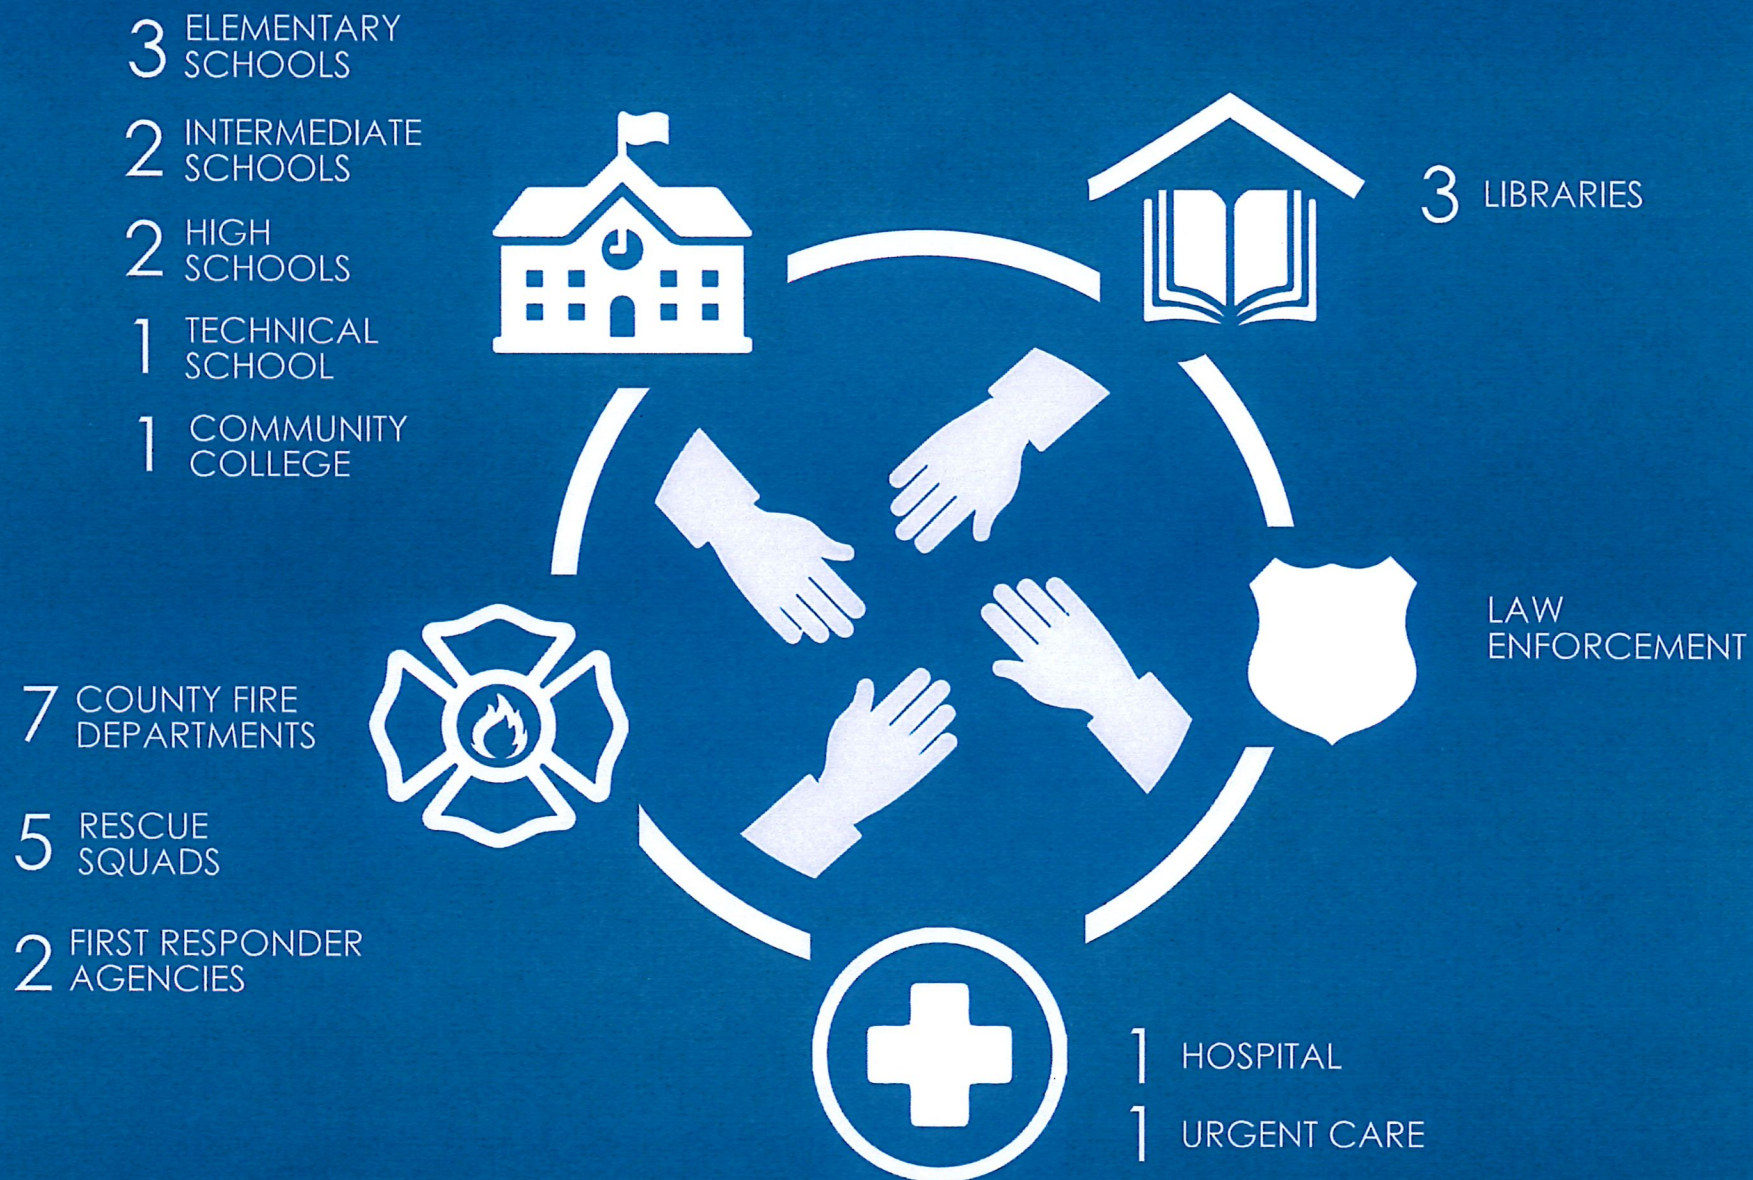 3 ELEMENTARY
SCHOOLS
2 INTERMEDIATE
SCHOOLS
2 HIGH
SCHOOLS
1 TECHNICAL
SCHOOL
1 COMMUNITY
COLLEGE
3 LIBRARIES
LAW
ENFORCEMENT
7 COUNTY FIRE
DEPARTMENTS
5 RESCUE
SQUADS
2 FIRST RESPONDER
AGENCIES
1 HOSPITAL
1 URGENT CARE